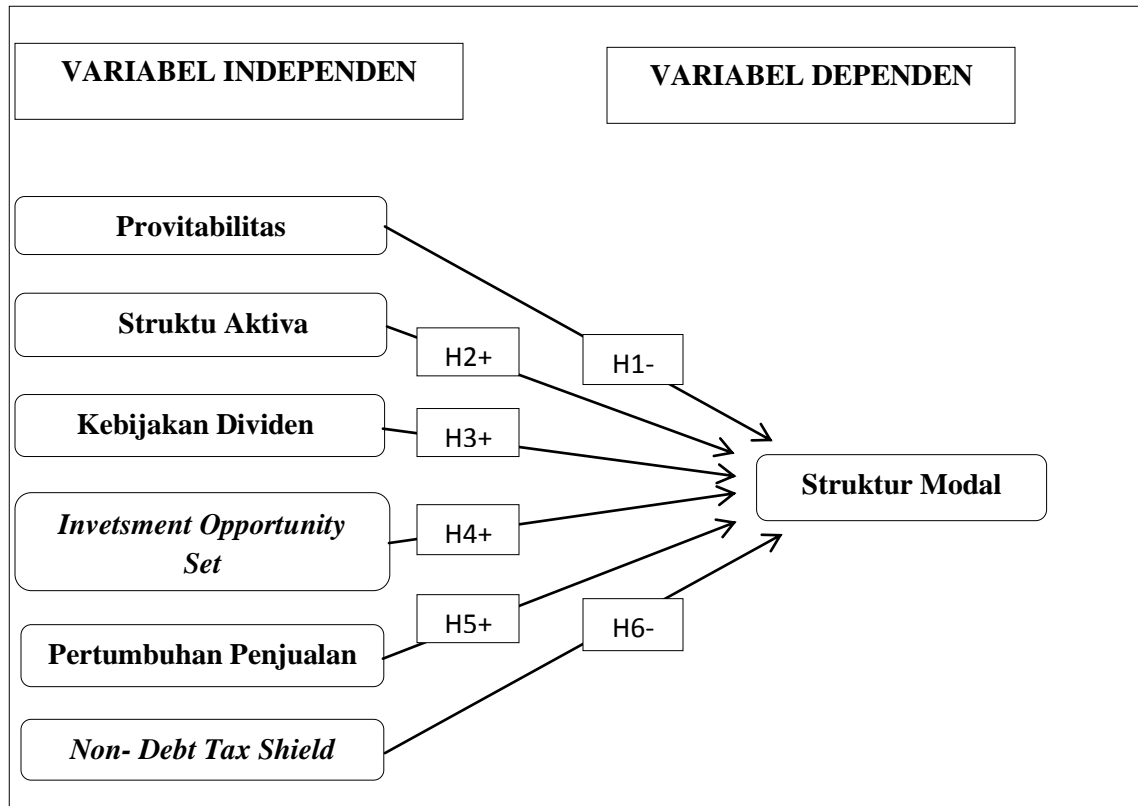 VARIABEL INDEPENDEN
VARIABEL DEPENDEN
Provitabilitas
Struktu Aktiva
H2+
H1-
Kebijakan Dividen
H3+
Struktur Modal
Invetsment Opportunity
Set
H4+
H5+
H6-
Pertumbuhan Penjualan
Non- Debt Tax Shield